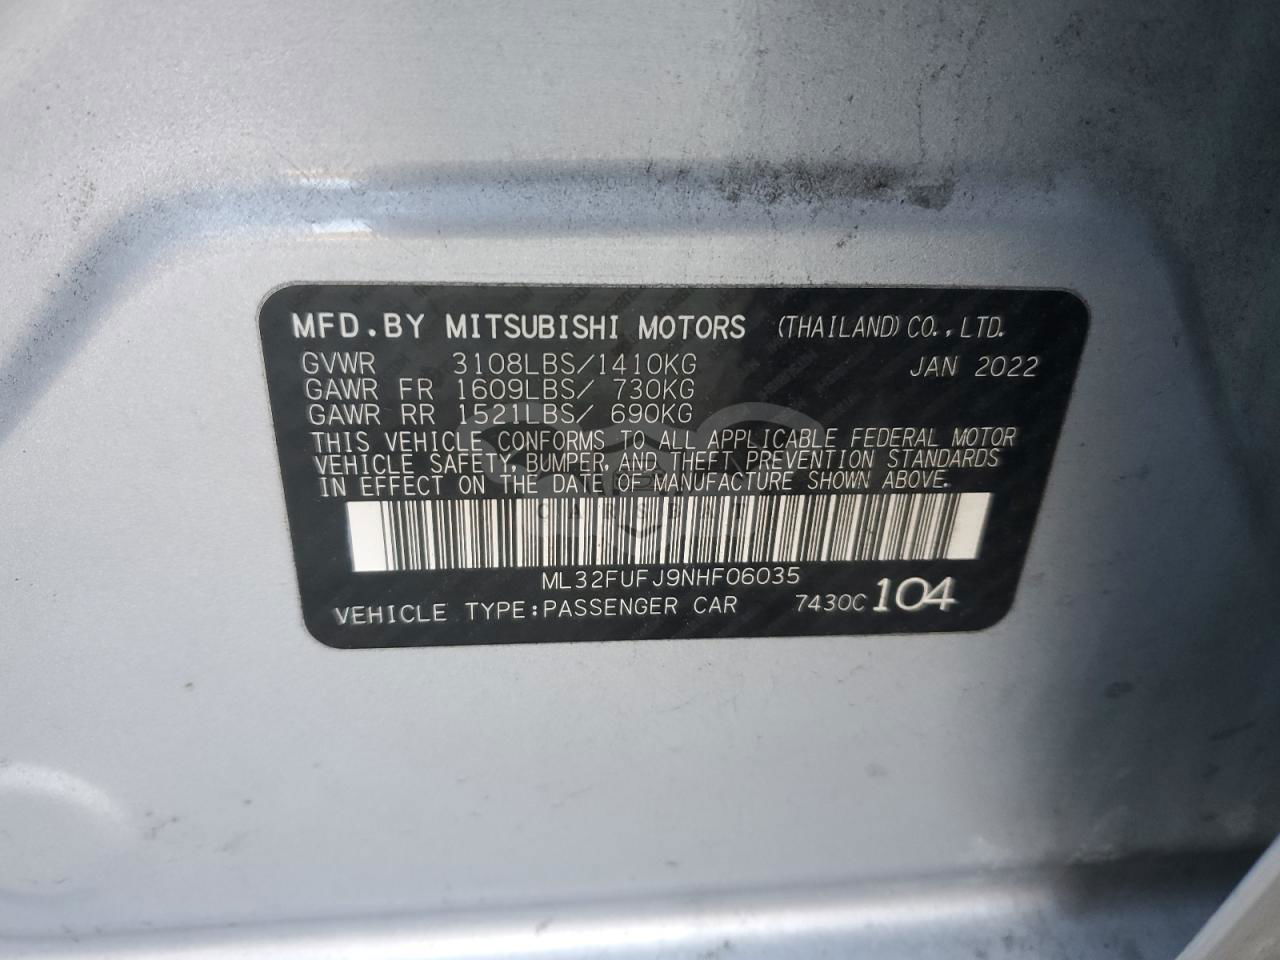 MFD.BY MITSUBISHI MOTORS (THAILAND) CO., LTD.
GVWR 3108LBS/1410KG JAN 2022
GAWR FR 1609LBS/ 730KG
GAWR RR 1521LBS/ 690KG
THIS VEHICLE CONFORMS TO ALL APPLICABLE FEDERAL MOTOR
VEHICLE SAFETY, BUMPER, AND THEFT PREVENTION STANDARDS
IN EFFECT ON THE DATE OF MANUFACTURE SHOWN ABOVE.
ML32FUFJ9NHF06035
VEHICLE TYPE:PASSENGER CAR 7430C 104